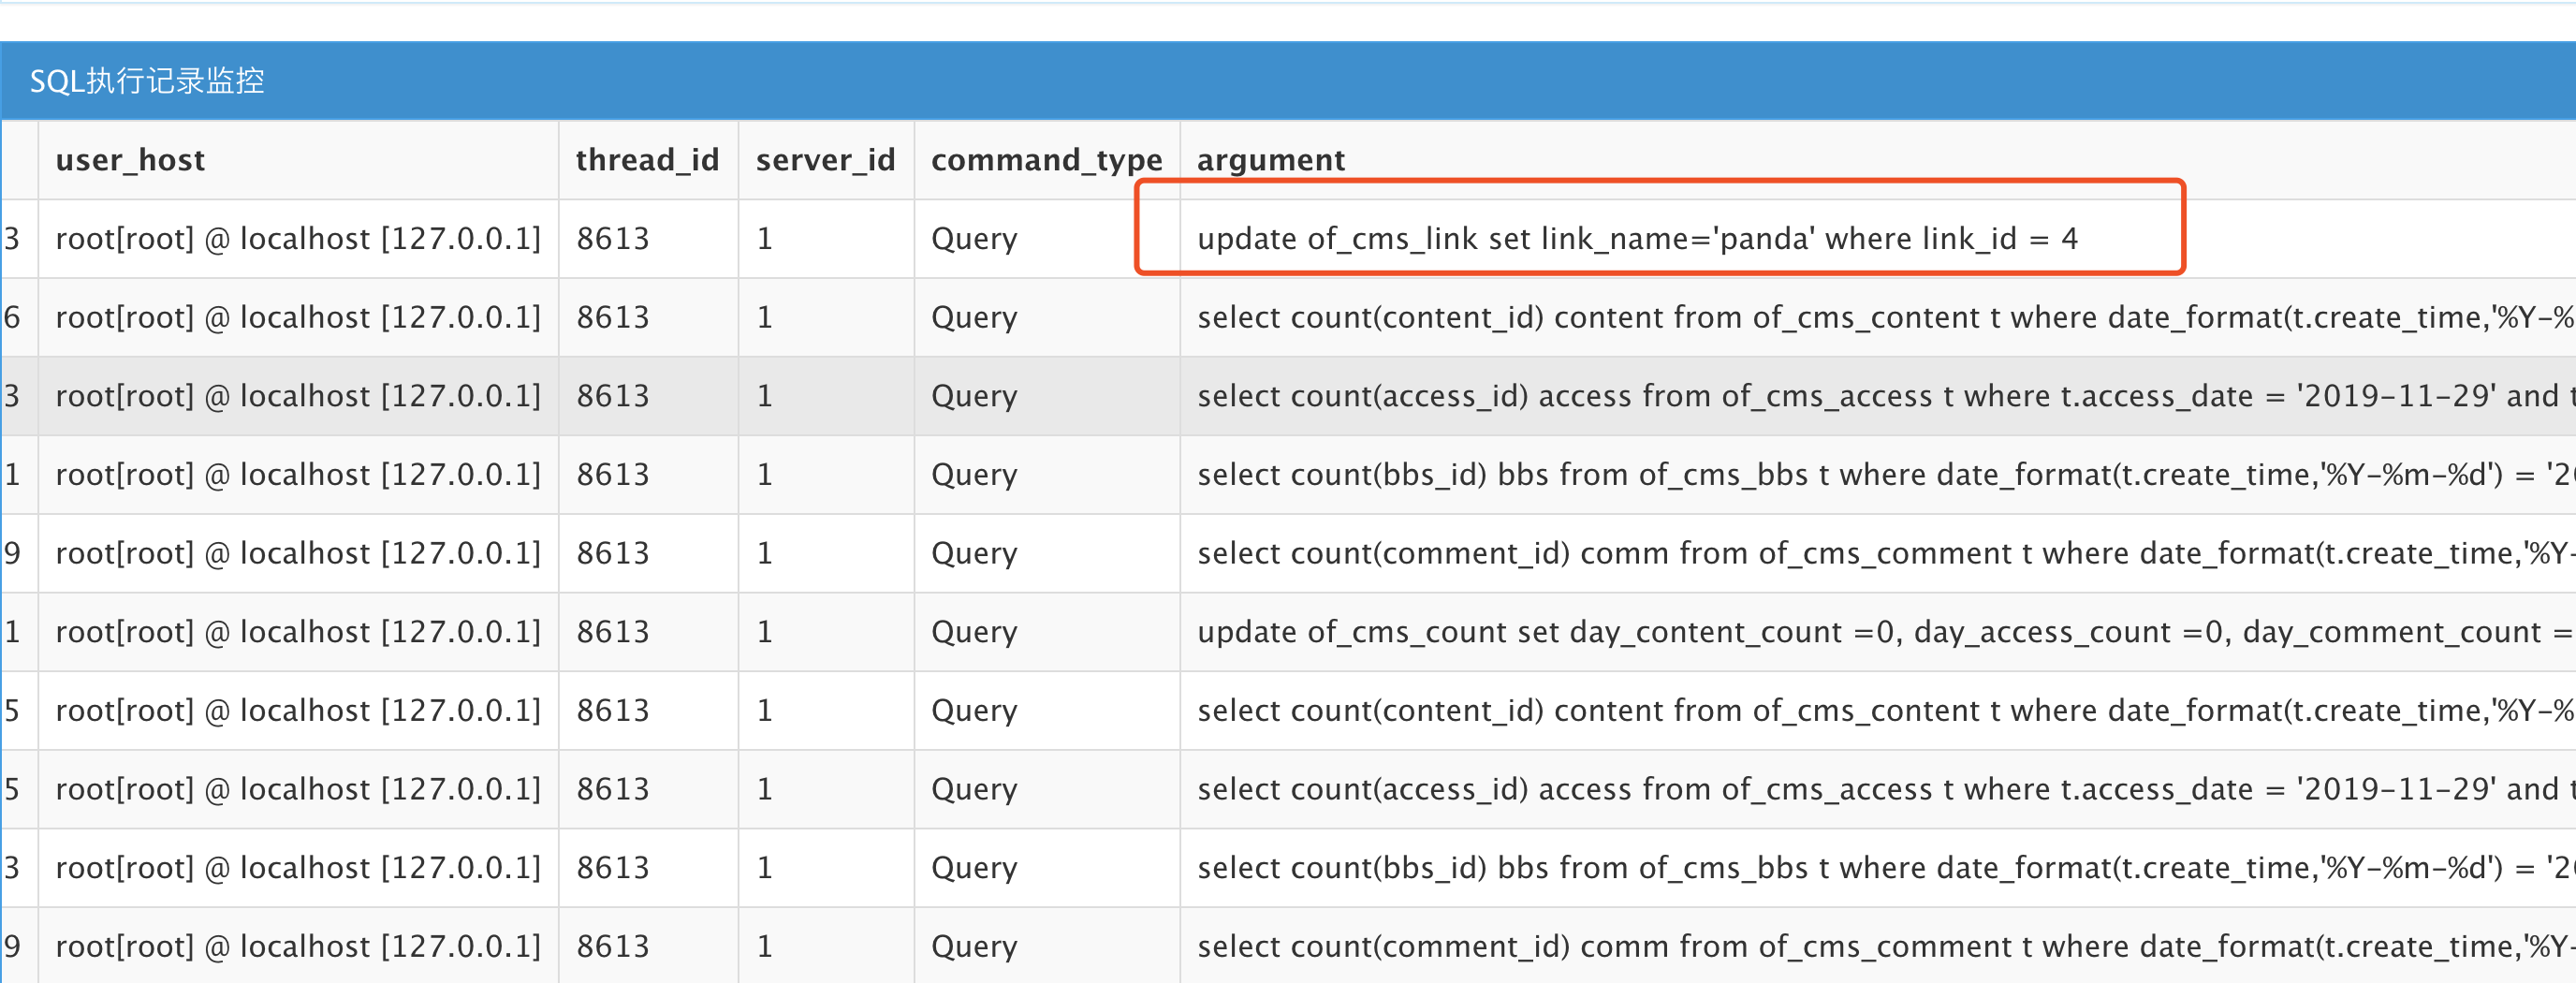 SQL执行记录监控
user_host thread_id server_id command_type argument
3 root[root] @ localhost [127.0.0.1] 8613 1 Query update of_cms_link set link_name='panda' where link_id = 4
6 root[root] @ localhost [127.0.0.1] 8613 1 Query select count(content_id) content from of_cms_content t where date_format(t.create_time,'%Y-%
3 root[root] @ localhost [127.0.0.1] 8613 1 Query select count(access_id) access from of_cms_access t where t.access_date = '2019-11-29' and t
1 root[root] @ localhost [127.0.0.1] 8613 1 Query select count(bbs_id) bbs from of_cms_bbs t where date_format(t.create_time,'%Y-%m-%d') = '20
9 root[root] @ localhost [127.0.0.1] 8613 1 Query select count(comment_id) comm from of_cms_comment t where date_format(t.create_time,'%Y-
1 root[root] @ localhost [127.0.0.1] 8613 1 Query update of_cms_count set day_content_count =0, day_access_count =0, day_comment_count =
5 root[root] @ localhost [127.0.0.1] 8613 1 Query select count(content_id) content from of_cms_content t where date_format(t.create_time,'%Y-%
5 root[root] @ localhost [127.0.0.1] 8613 1 Query select count(access_id) access from of_cms_access t where t.access_date = '2019-11-29' and t
3 root[root] @ localhost [127.0.0.1] 8613 1 Query select count(bbs_id) bbs from of_cms_bbs t where date_format(t.create_time,'%Y-%m-%d') = '20
9 root[root] @ localhost [127.0.0.1] 8613 1 Query select count(comment_id) comm from of_cms_comment t where date_format(t.create_time,'%Y-